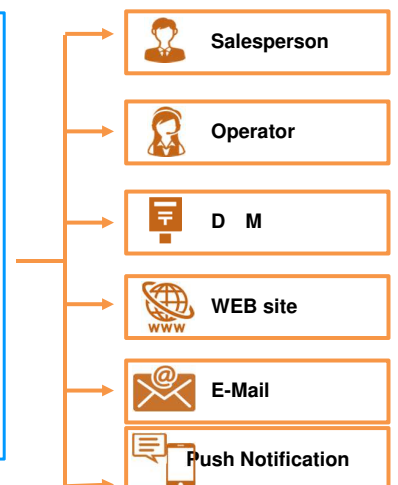 Salesperson
Operator
D M
〒
WEB site
www
@
E-Mail
Push Notification